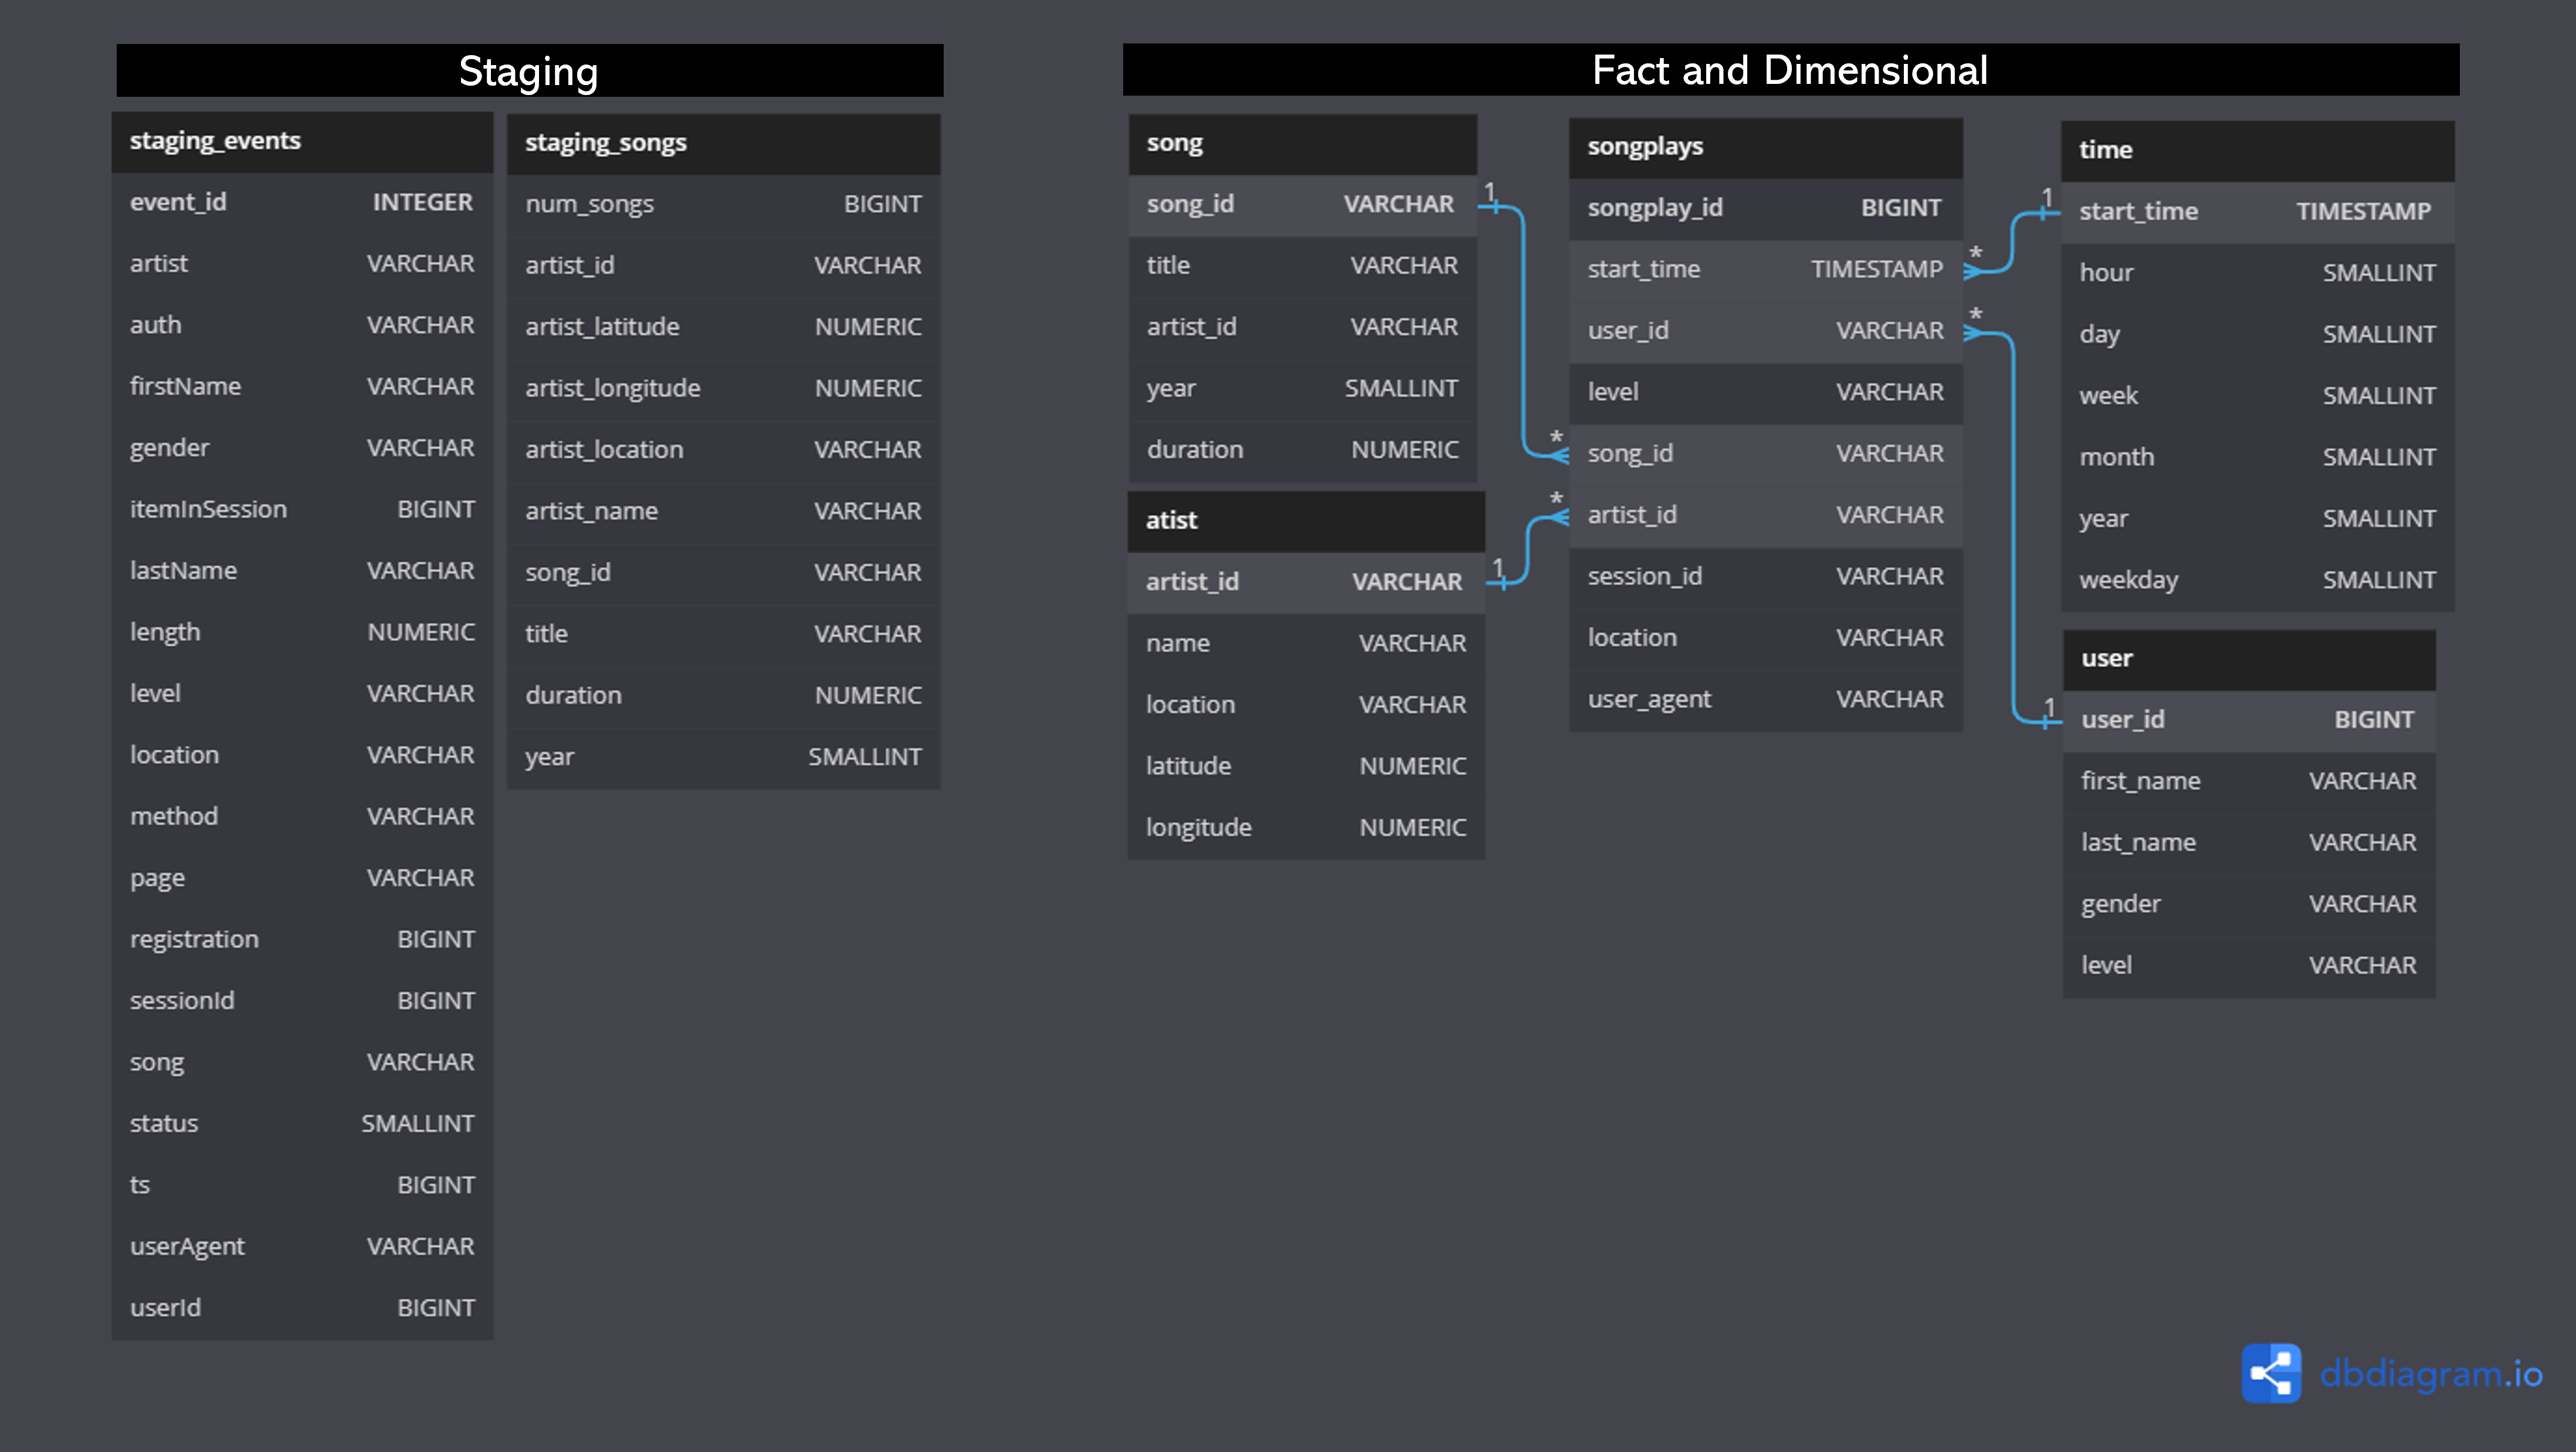 Staging
staging_events
event_id INTEGER
artist VARCHAR
auth VARCHAR
firstName VARCHAR
gender VARCHAR
itemInSession BIGINT
lastName VARCHAR
length NUMERIC
level VARCHAR
location VARCHAR
method VARCHAR
page VARCHAR
registration BIGINT
sessionId BIGINT
song VARCHAR
status SMALLINT
ts BIGINT
userAgent VARCHAR
userId BIGINT
staging_songs
num_songs BIGINT
artist_id VARCHAR
artist_latitude NUMERIC
artist_longitude NUMERIC
artist_location VARCHAR
artist_name VARCHAR
song_id VARCHAR
title VARCHAR
duration NUMERIC
year SMALLINT
Fact and Dimensional
song
song_id VARCHAR 1
title VARCHAR
artist_id VARCHAR
year SMALLINT
duration NUMERIC
atist
artist_id VARCHAR 1
name VARCHAR
location VARCHAR
latitude NUMERIC
longitude NUMERIC
songplays
songplay_id BIGINT
start_time TIMESTAMP *
user_id VARCHAR *
level VARCHAR
* song_id VARCHAR
* artist_id VARCHAR
session_id VARCHAR
location VARCHAR
user_agent VARCHAR
time
1 start_time TIMESTAMP
hour SMALLINT
day SMALLINT
week SMALLINT
month SMALLINT
year SMALLINT
weekday SMALLINT
user
1 user_id BIGINT
first_name VARCHAR
last_name VARCHAR
gender VARCHAR
level VARCHAR
dbdiagram.io